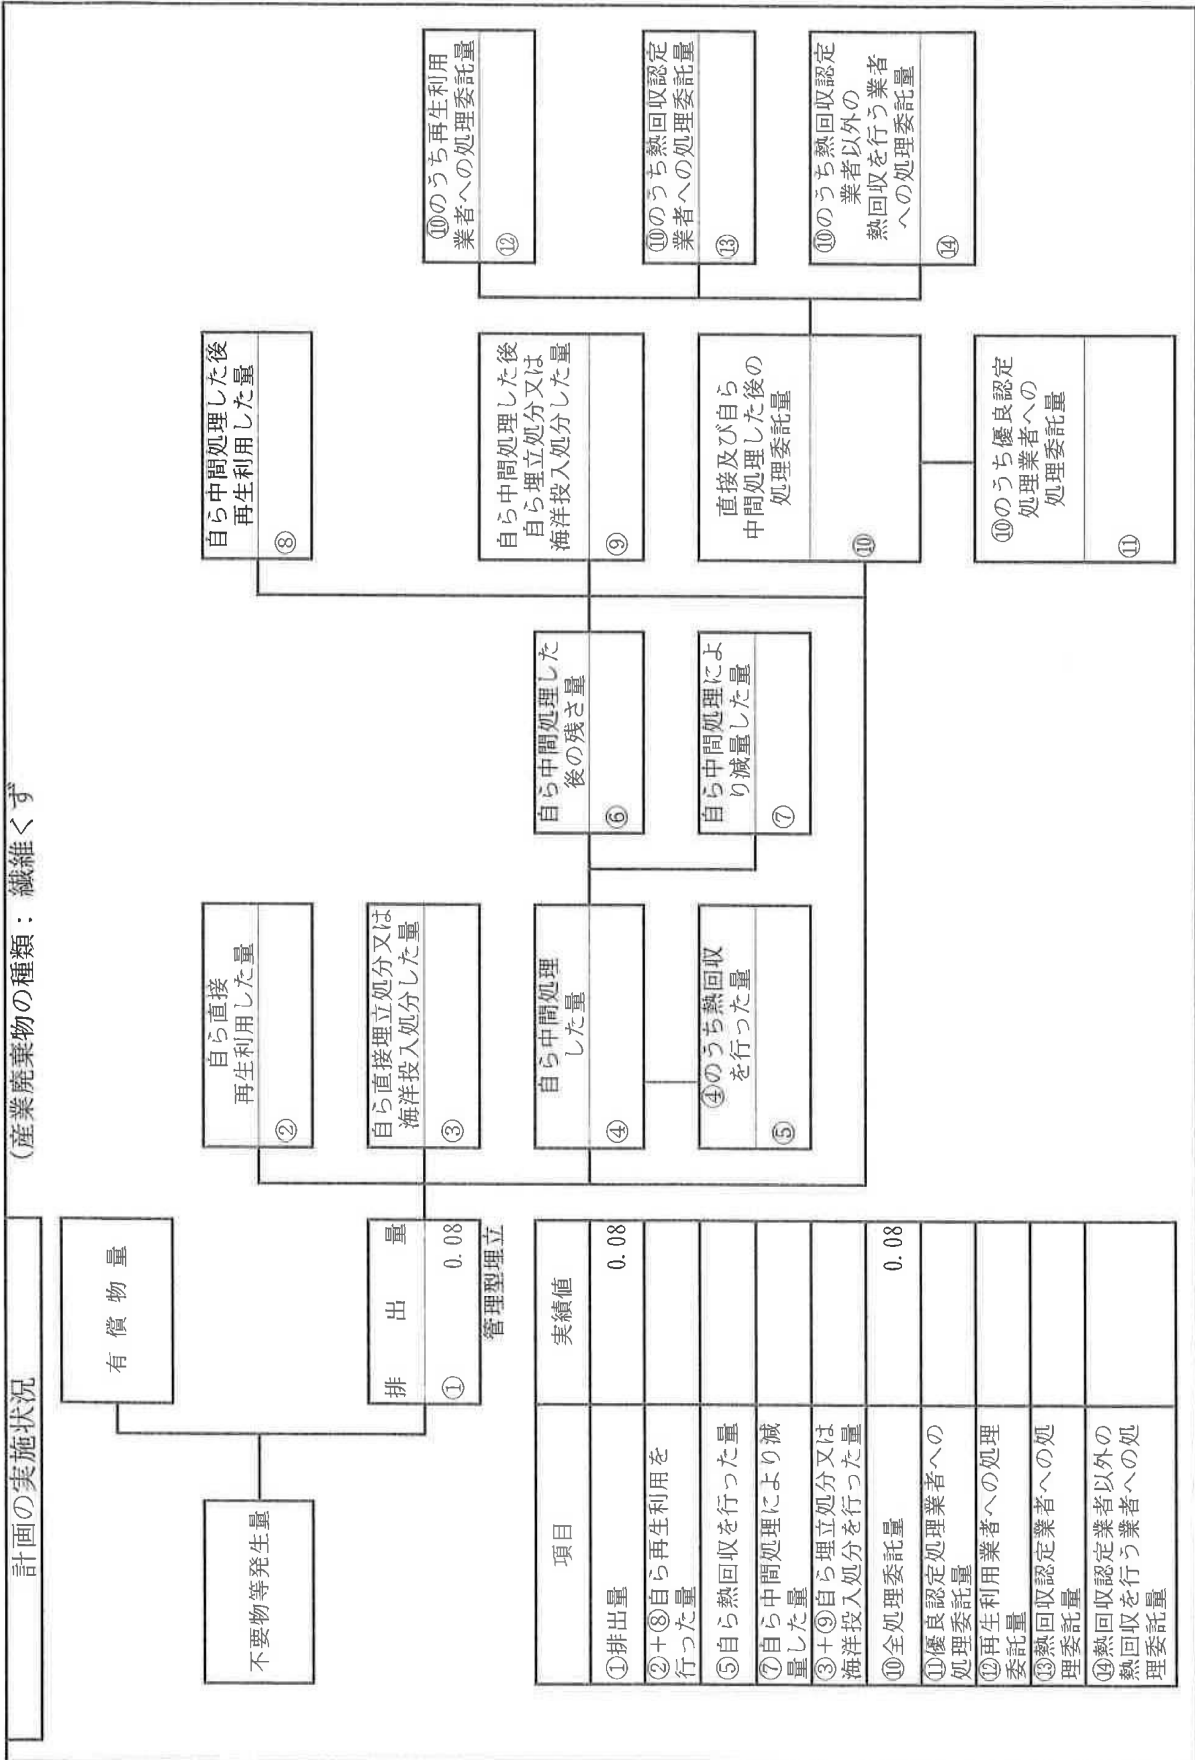 計画の実施状況
(産業廃棄物の種類：繊維くず
不要物等発生量
有償物量
排出量
① 0.08
管理型埋立
自ら直接
再生利用した量
②
自ら直接埋立処分又は
海洋投入処分した量
③
自ら中間処理
した量
④
④のうち熱回収
を行った量
⑤
自ら中間処理した
後の残さ量
⑥
自ら中間処理によ
り減量した量
⑦
自ら中間処理した後
再生利用した量
⑧
自ら中間処理した後
自ら埋立処分又は
海洋投入処分した量
⑨
直接及び自ら
中間処理した後の
処理委託量
⑩
⑩のうち優良認定
処理業者への
処理委託量
⑪
⑩のうち再生利用
業者への処理委託量
⑫
⑩のうち熱回収認定
業者への処理委託量
⑬
⑩のうち熱回収認定
業者以外の
熱回収を行う業者
への処理委託量
⑭
項目 実績値
①排出量 0.08
②+⑧自ら再生利用を
行った量
⑤自ら熱回収を行った量
⑦自ら中間処理により減
量した量
③+⑨自ら埋立処分又は
海洋投入処分を行った量
⑩全処理委託量 0.08
⑪優良認定処理業者への
処理委託量
⑫再生利用業者への処理
委託量
⑬熱回収認定業者への処
理委託量
⑭熱回収認定業者以外の
熱回収を行う業者への処
理委託量